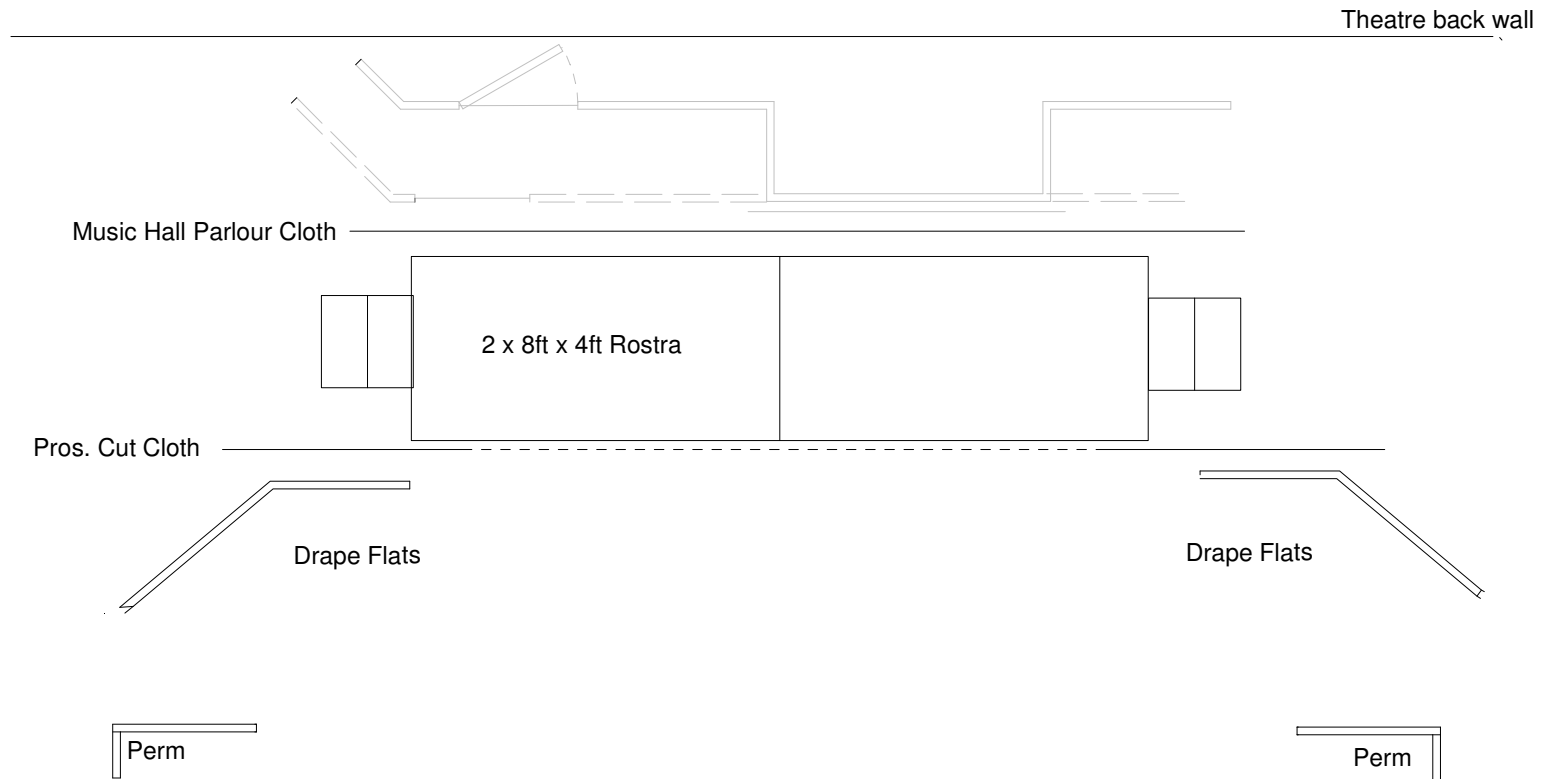 Theatre back wall
Music Hall Parlour Cloth
2 x 8ft x 4ft Rostra
Pros. Cut Cloth
Drape Flats
Drape Flats
Perm
Perm